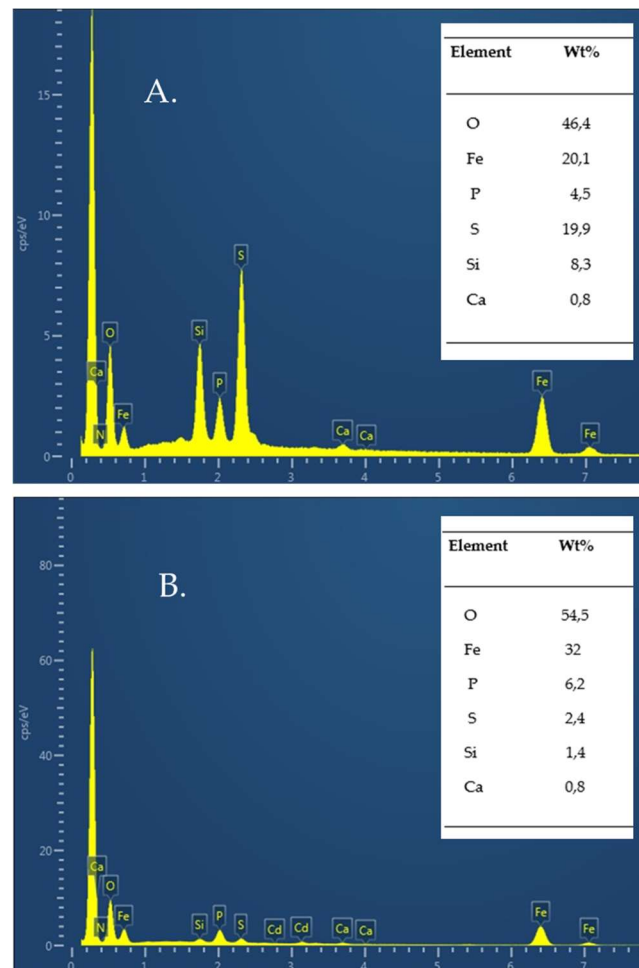 A.
Element Wt%
O 46,4
Fe 20,1
P 4,5
S 19,9
Si 8,3
Ca 0,8
15
10
5
0
cps/eV
Ca
N
O
Fe
Si
P
S
Ca
Ca
Fe
Fe
0 1 2 3 4 5 6 7
B.
Element Wt%
O 54,5
Fe 32
P 6,2
S 2,4
Si 1,4
Ca 0,8
80
60
40
20
0
cps/eV
Ca
N
O
Fe
Si
P
S
Cd
Cd
Ca
Ca
Fe
Fe
0 1 2 3 4 5 6 7